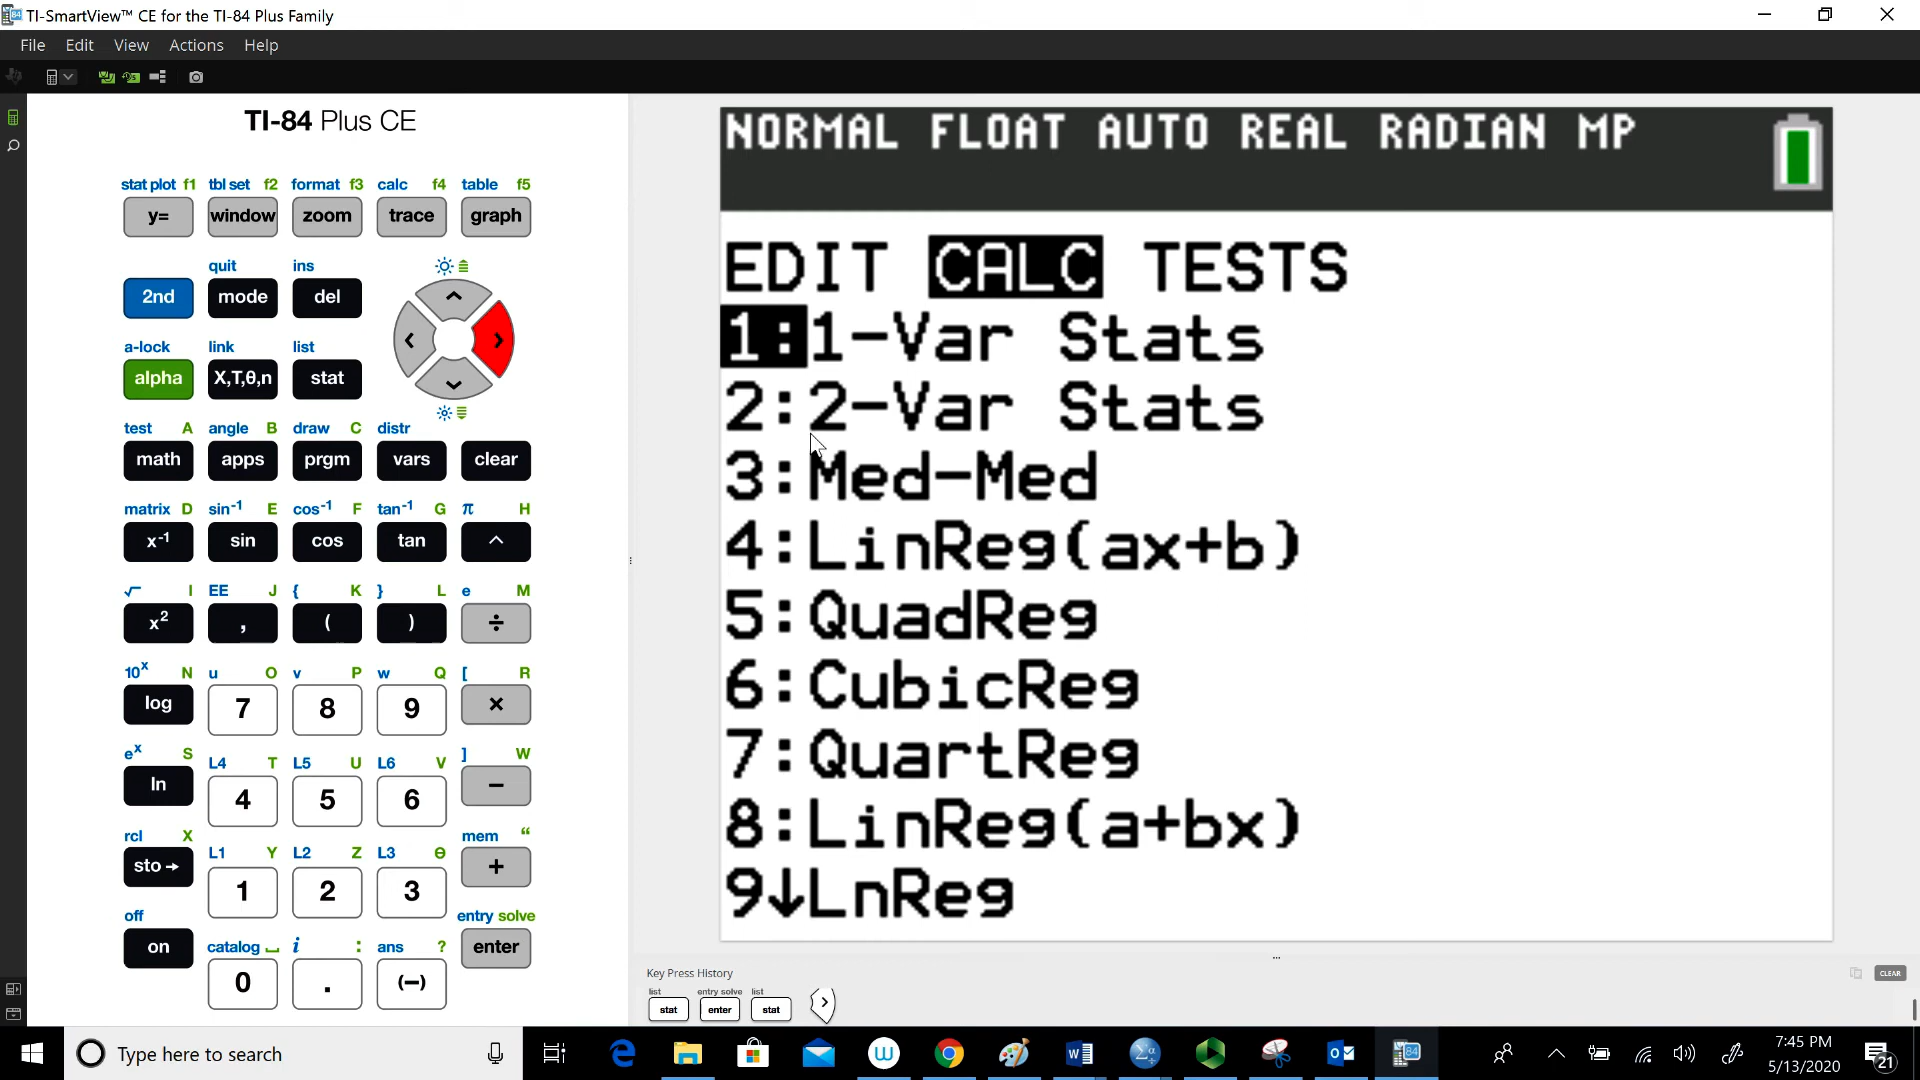 TI-SmartView™ CE for the TI-84 Plus Family
File Edit View Actions Help
TI-84 Plus CE
stat plot f1 tbl set f2 format f3 calc f4 table f5
y= window zoom trace graph
quit ins
2nd mode del
a-lock link list
alpha X,T,θ,n stat
test A angle B draw C distr
math apps prgm vars clear
matrix D sin-1 E cos-1 F tan-1 G π H
x-1 sin cos tan ^
√ I EE J { K } L e M
x2 , ( ) ÷
10x N u O v P w Q [ R
log 7 8 9 ×
ex S L4 T L5 U L6 V ] W
ln 4 5 6 −
rcl X L1 Y L2 Z L3 θ mem “
sto→ 1 2 3 +
off catalog i : ans ? entry solve
on 0 . (−) enter
NORMAL FLOAT AUTO REAL RADIAN MP
EDIT CALC TESTS
1:1-Var Stats
2:2-Var Stats
3:Med-Med
4:LinReg(ax+b)
5:QuadReg
6:CubicReg
7:QuartReg
8:LinReg(a+bx)
9↓LnReg
Key Press History
CLEAR
list entry solve list
stat enter stat >
Type here to search
7:45 PM
5/13/2020
21